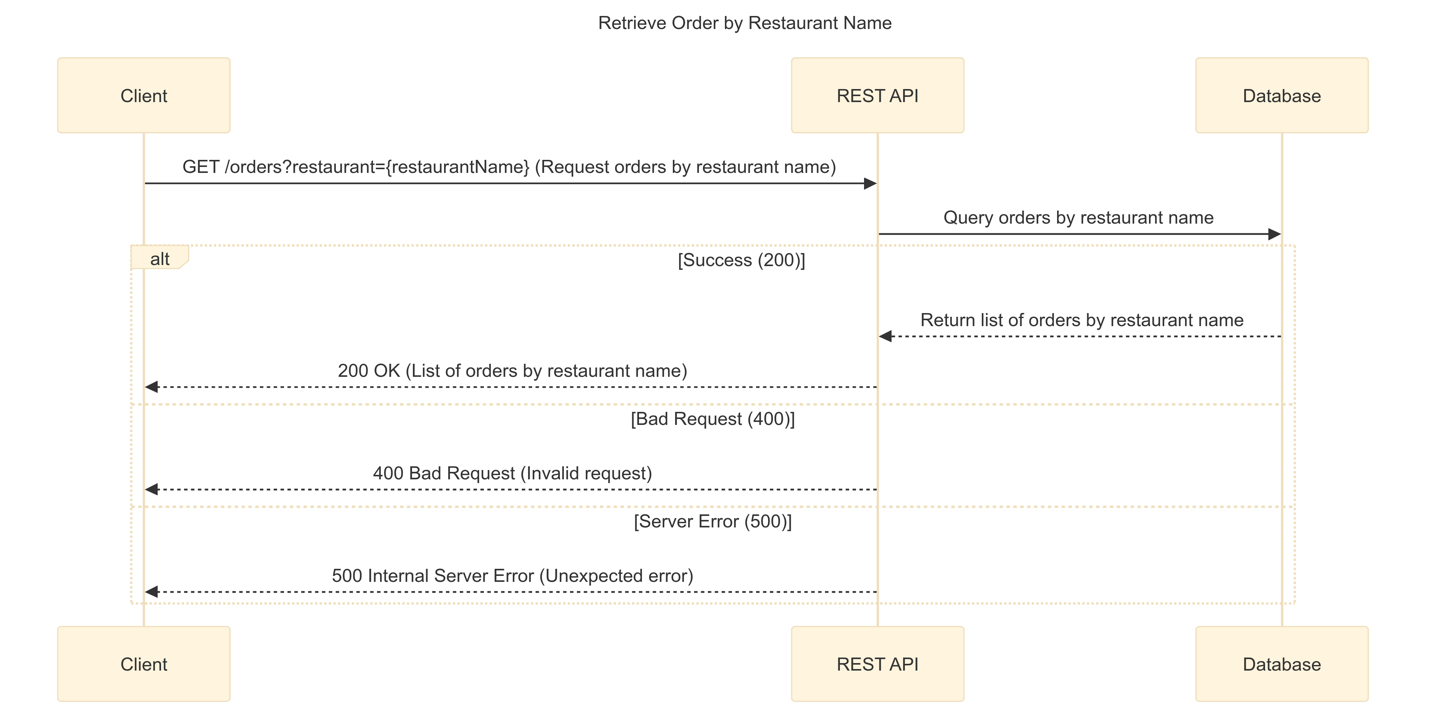 Retrieve Order by Restaurant Name
Client
REST API
Database
GET /orders?restaurant={restaurantName} (Request orders by restaurant name)
Query orders by restaurant name
alt
[Success (200)]
Return list of orders by restaurant name
200 OK (List of orders by restaurant name)
[Bad Request (400)]
400 Bad Request (Invalid request)
[Server Error (500)]
500 Internal Server Error (Unexpected error)
Client
REST API
Database